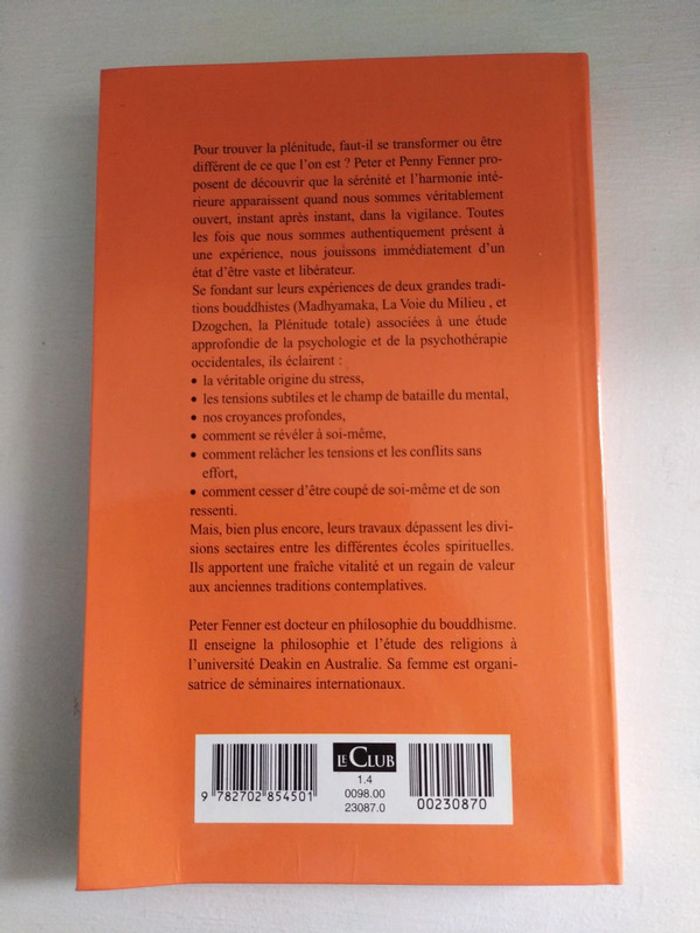 Pour trouver la plénitude, faut-il se transformer ou être
différent de ce que l'on est ? Peter et Penny Fenner pro-
posent de découvrir que la sérénité et l'harmonie inté-
rieure apparaissent quand nous sommes véritablement
ouvert, instant après instant, dans la vigilance. Toutes
les fois que nous sommes authentiquement présent à
une expérience, nous jouissons immédiatement d'un
état d'être vaste et libérateur.
Se fondant sur leurs expériences de deux grandes tradi-
tions bouddhistes (Madhyamaka, La Voie du Milieu , et
Dzogchen, la Plénitude totale) associées à une étude
approfondie de la psychologie et de la psychothérapie
occidentales, ils éclairent :
• la véritable origine du stress,
• les tensions subtiles et le champ de bataille du mental,
• nos croyances profondes,
• comment se révéler à soi-même,
• comment relâcher les tensions et les conflits sans
effort,
• comment cesser d'être coupé de soi-même et de son
ressenti.
Mais, bien plus encore, leurs travaux dépassent les divi-
sions sectaires entre les différentes écoles spirituelles.
Ils apportent une fraîche vitalité et un regain de valeur
aux anciennes traditions contemplatives.
Peter Fenner est docteur en philosophie du bouddhisme.
Il enseigne la philosophie et l'étude des religions à
l'université Deakin en Australie. Sa femme est organi-
satrice de séminaires internationaux.
LE CLUB
1.4
0098.00
23087.0
9 782702 854501
00230870